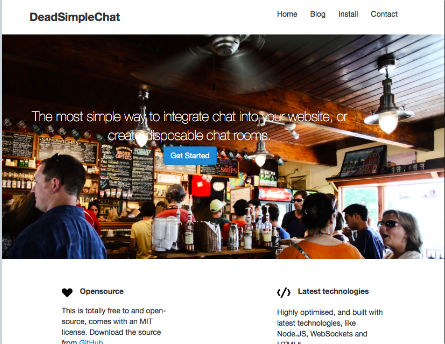 DeadSimpleChat
Home Blog Install Contact
The most simple way to integrate chat into your website, or
create disposable chat rooms.
Get Started
Opensource
This is totally free to and open-
source, comes with an MIT
license. Download the source
from GitHub
Latest technologies
Highly optimised, and built with
latest technologies, like
Node.JS, WebSockets and